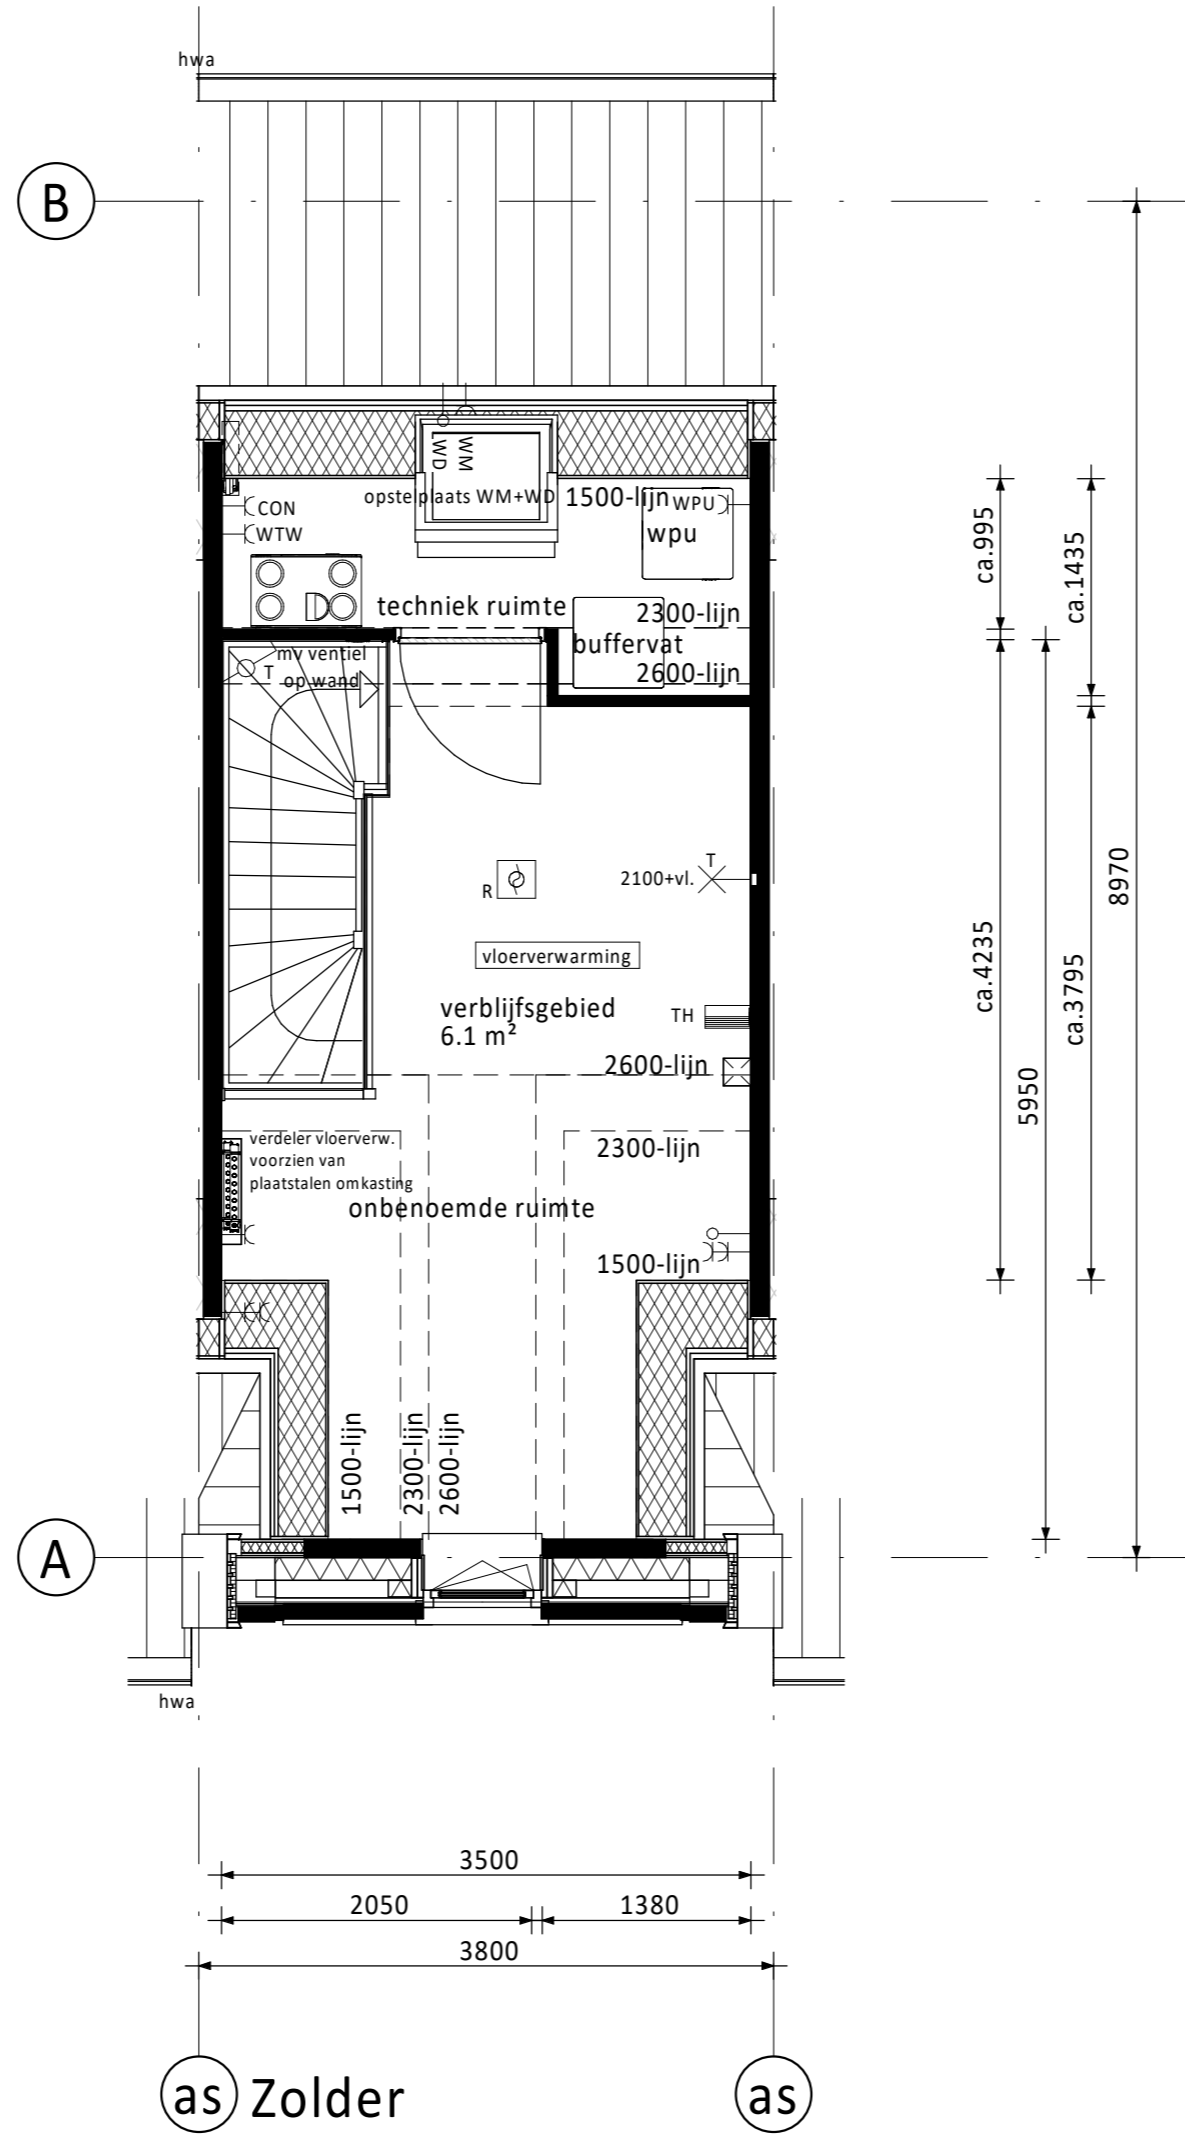 hwa
B
WD
WM
opstelplaats WM+WD
1500-lijn
WPU
wpu
CON
WTW
techniek ruimte
2300-lijn
buffervat
2600-lijn
mv ventiel
op wand
T
T
2100+vl.
R
vloerverwarming
verblijfsgebied
6.1 m²
TH
2600-lijn
2300-lijn
verdeler vloerverw.
voorzien van
plaatstalen omkasting
onbenoemde ruimte
1500-lijn
1500-lijn
2300-lijn
2600-lijn
ca.995
ca.1435
ca.4235
ca.3795
5950
8970
A
hwa
3500
2050
1380
3800
as
Zolder
as